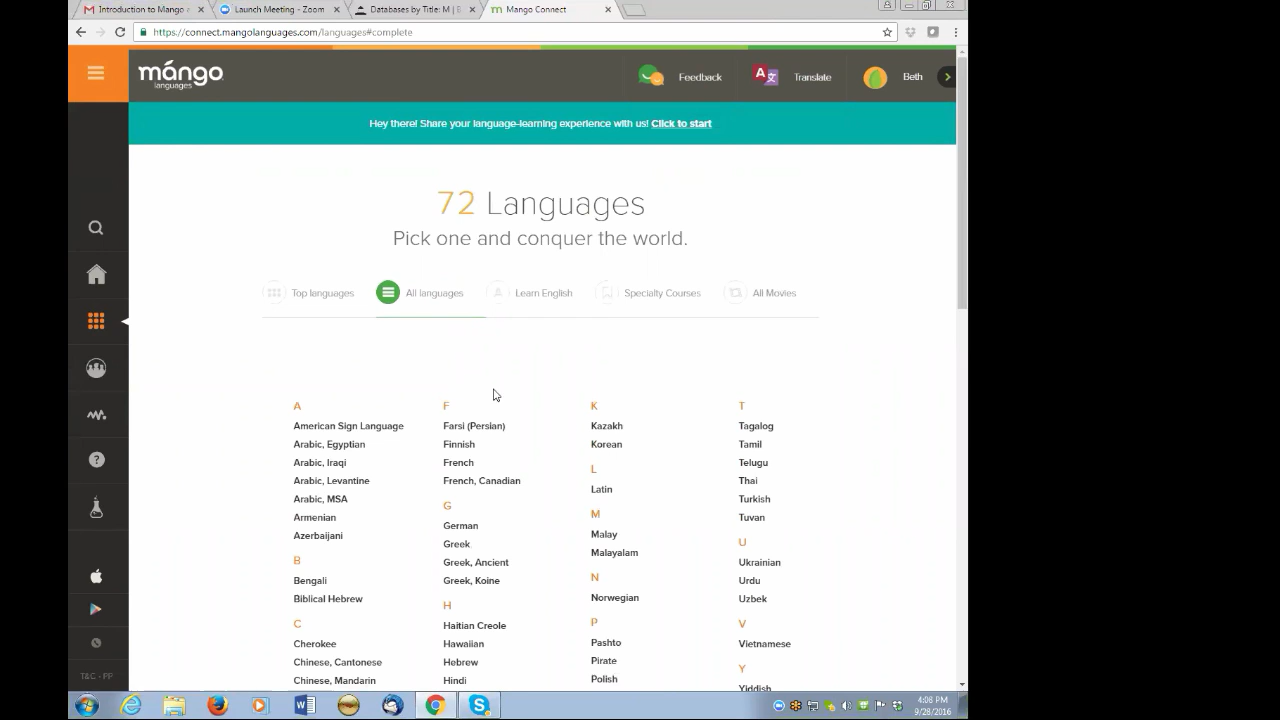 Introduction to Mango
Launch Meeting - Zoom
Databases by Title: M |
Mango Connect
https://connect.mangolanguages.com/languages#complete
mango
languages
Feedback
Translate
Beth
Hey there! Share your language-learning experience with us! Click to start
72 Languages
Pick one and conquer the world.
Top languages
All languages
Learn English
Specialty Courses
All Movies
A
American Sign Language
Arabic, Egyptian
Arabic, Iraqi
Arabic, Levantine
Arabic, MSA
Armenian
Azerbaijani
B
Bengali
Biblical Hebrew
C
Cherokee
Chinese, Cantonese
Chinese, Mandarin
F
Farsi (Persian)
Finnish
French
French, Canadian
G
German
Greek
Greek, Ancient
Greek, Koine
H
Haitian Creole
Hawaiian
Hebrew
Hindi
K
Kazakh
Korean
L
Latin
M
Malay
Malayalam
N
Norwegian
P
Pashto
Pirate
Polish
T
Tagalog
Tamil
Telugu
Thai
Turkish
Tuvan
U
Ukrainian
Urdu
Uzbek
V
Vietnamese
Y
Yiddish
T&C - PP
4:08 PM
9/28/2016